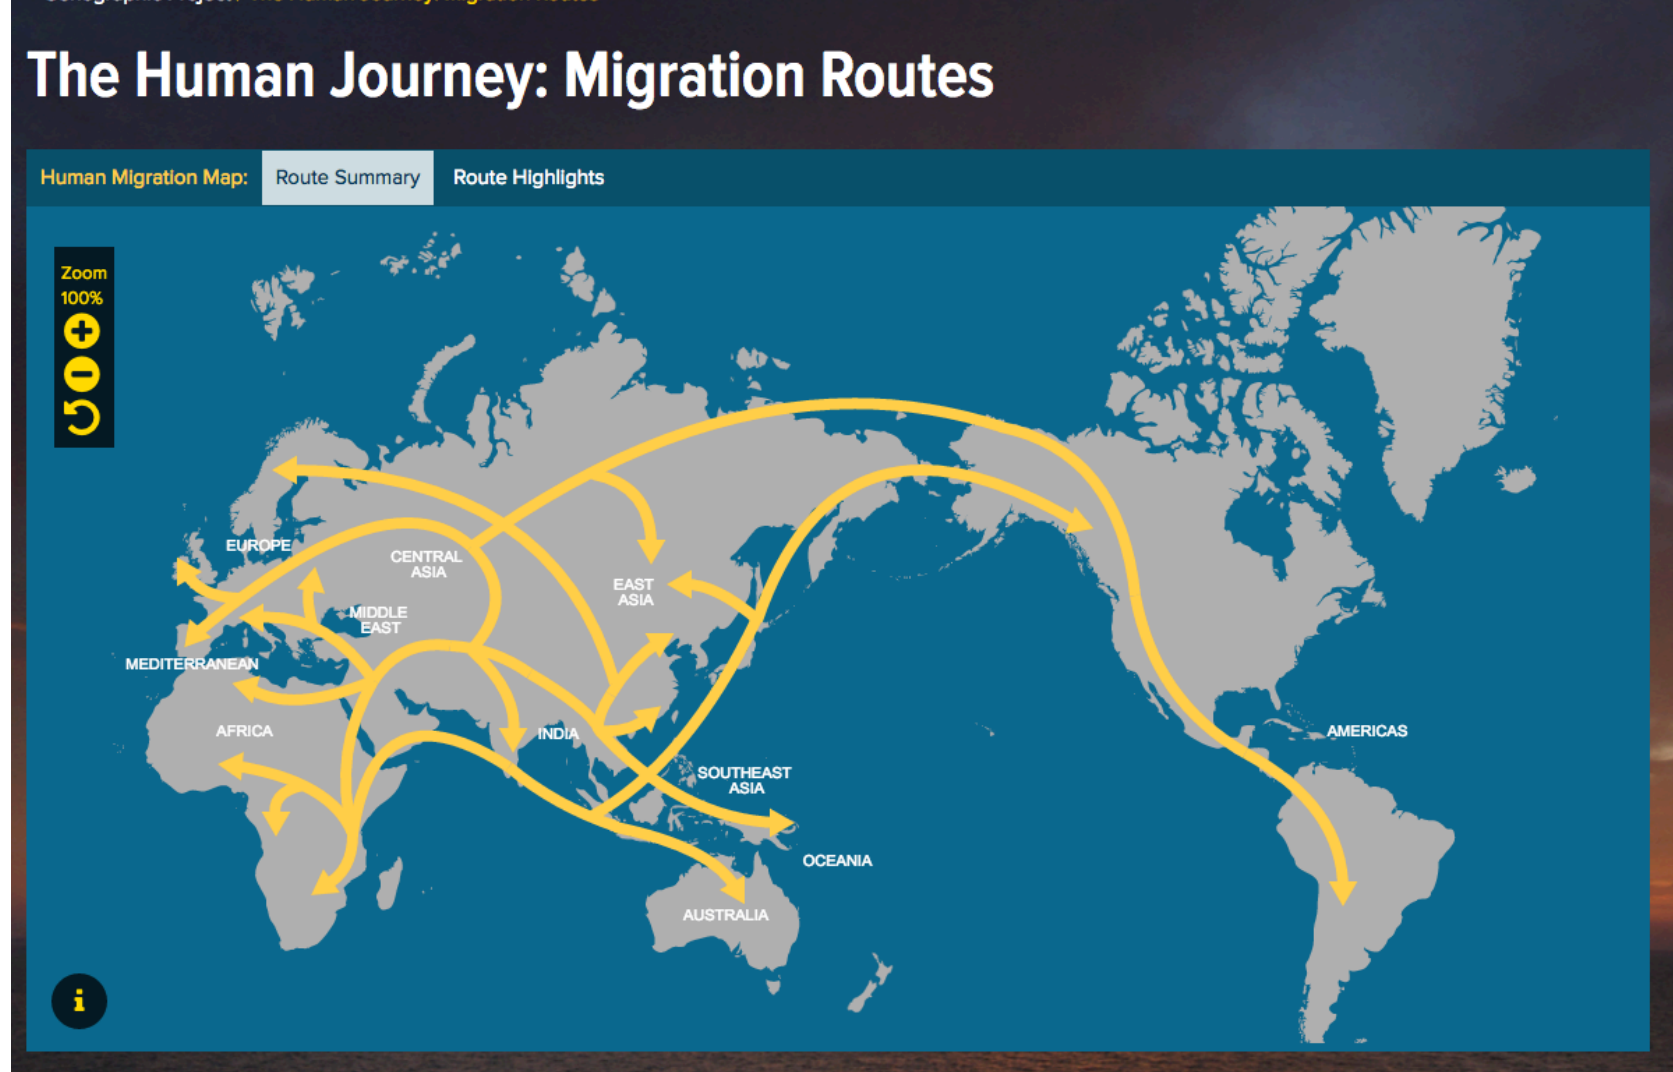 The Human Journey: Migration Routes
Human Migration Map:
Route Summary
Route Highlights
Zoom
100%
EUROPE
CENTRAL
ASIA
EAST
ASIA
MIDDLE
EAST
MEDITERRANEAN
AFRICA
INDIA
AMERICAS
SOUTHEAST
ASIA
OCEANIA
AUSTRALIA
i